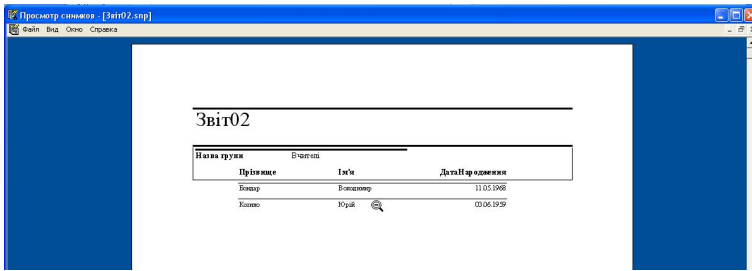 Просмотр снимков - [Звіт02.snp]
Файл Вид Окно Справка
Звіт02
Назва групи Вчителі
Прізвище Ім'я ДатаНародження
Бондар Володимир 11.05.1968
Юрій 03.06.1959